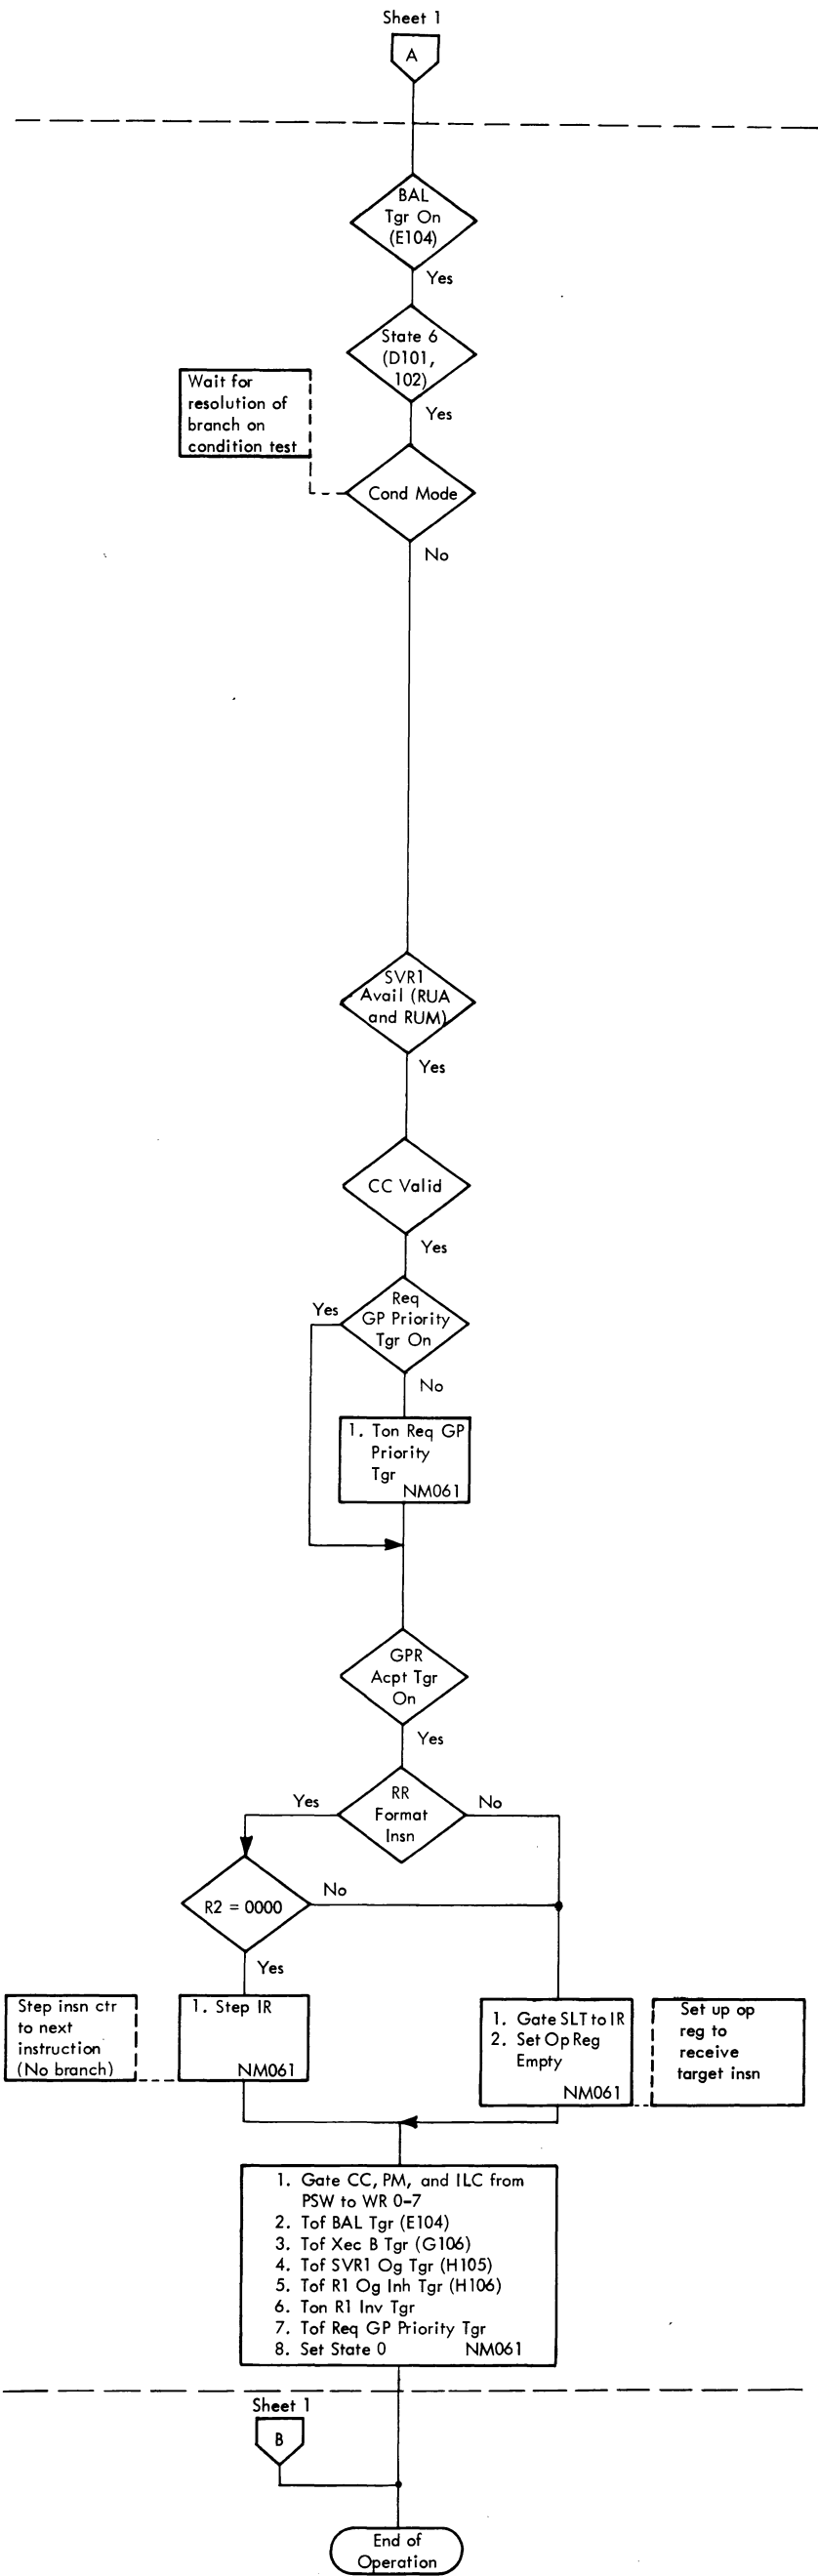 Sheet 1
A
BAL
Tgr On
(E104)
Yes
State 6
(D101,
102)
Yes
Wait for
resolution of
branch on
condition test
Cond Mode
No
SVR1
Avail (RUA
and RUM)
Yes
CC Valid
Yes
Req
GP Priority
Tgr On
Yes
No
1. Ton Req GP
Priority
Tgr
NM061
GPR
Acpt Tgr
On
Yes
RR
Format
Insn
Yes
No
R2 = 0000
No
Yes
Step insn ctr
to next
instruction
(No branch)
1. Step IR
NM061
1. Gate SLT to IR
2. Set Op Reg
Empty
NM061
Set up op
reg to
receive
target insn
1. Gate CC, PM, and ILC from
PSW to WR 0-7
2. Tof BAL Tgr (E104)
3. Tof Xec B Tgr (G106)
4. Tof SVR1 Og Tgr (H105)
5. Tof R1 Og Inh Tgr (H106)
6. Ton R1 Inv Tgr
7. Tof Req GP Priority Tgr
8. Set State 0 NM061
Sheet 1
B
End of
Operation